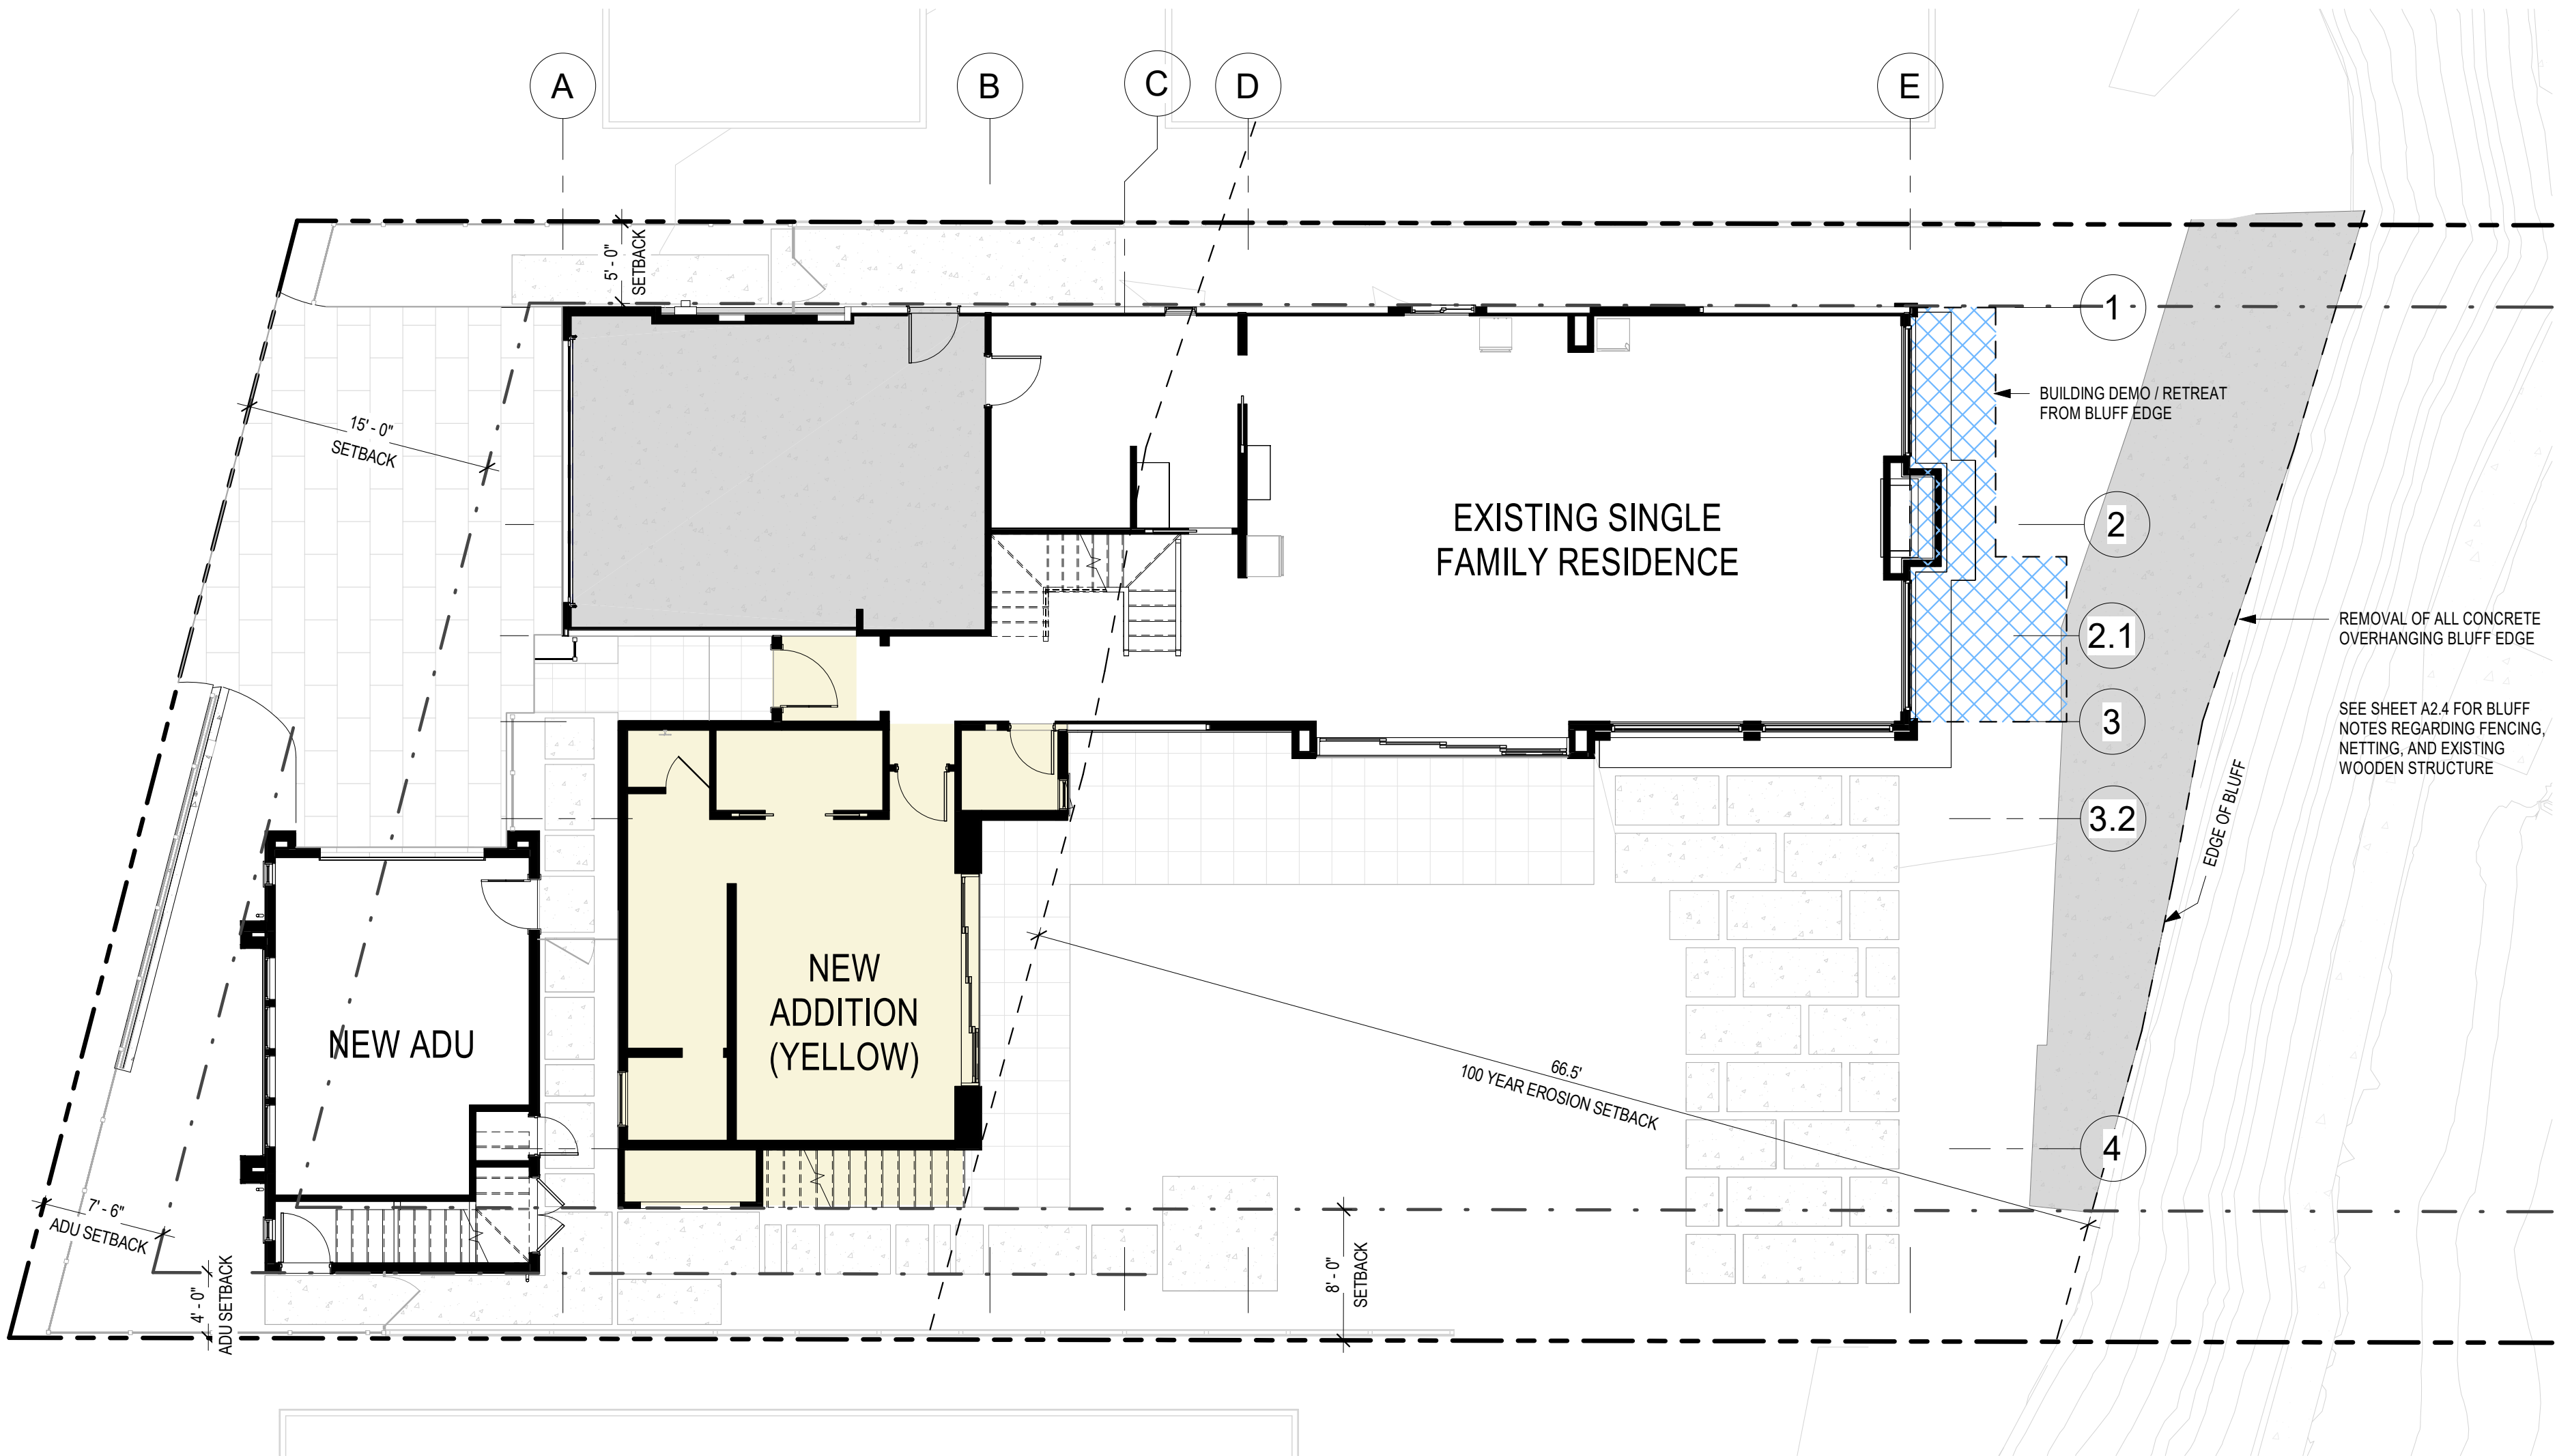 A
B
C
D
E
5' - 0"
SETBACK
1
BUILDING DEMO / RETREAT
FROM BLUFF EDGE
15' - 0"
SETBACK
EXISTING SINGLE
FAMILY RESIDENCE
2
2.1
REMOVAL OF ALL CONCRETE
OVERHANGING BLUFF EDGE
3
SEE SHEET A2.4 FOR BLUFF
NOTES REGARDING FENCING,
NETTING, AND EXISTING
WOODEN STRUCTURE
3.2
EDGE OF BLUFF
NEW
ADDITION
(YELLOW)
NEW ADU
66.5'
100 YEAR EROSION SETBACK
4
7' - 6"
ADU SETBACK
4' - 0"
ADU SETBACK
8' - 0"
SETBACK